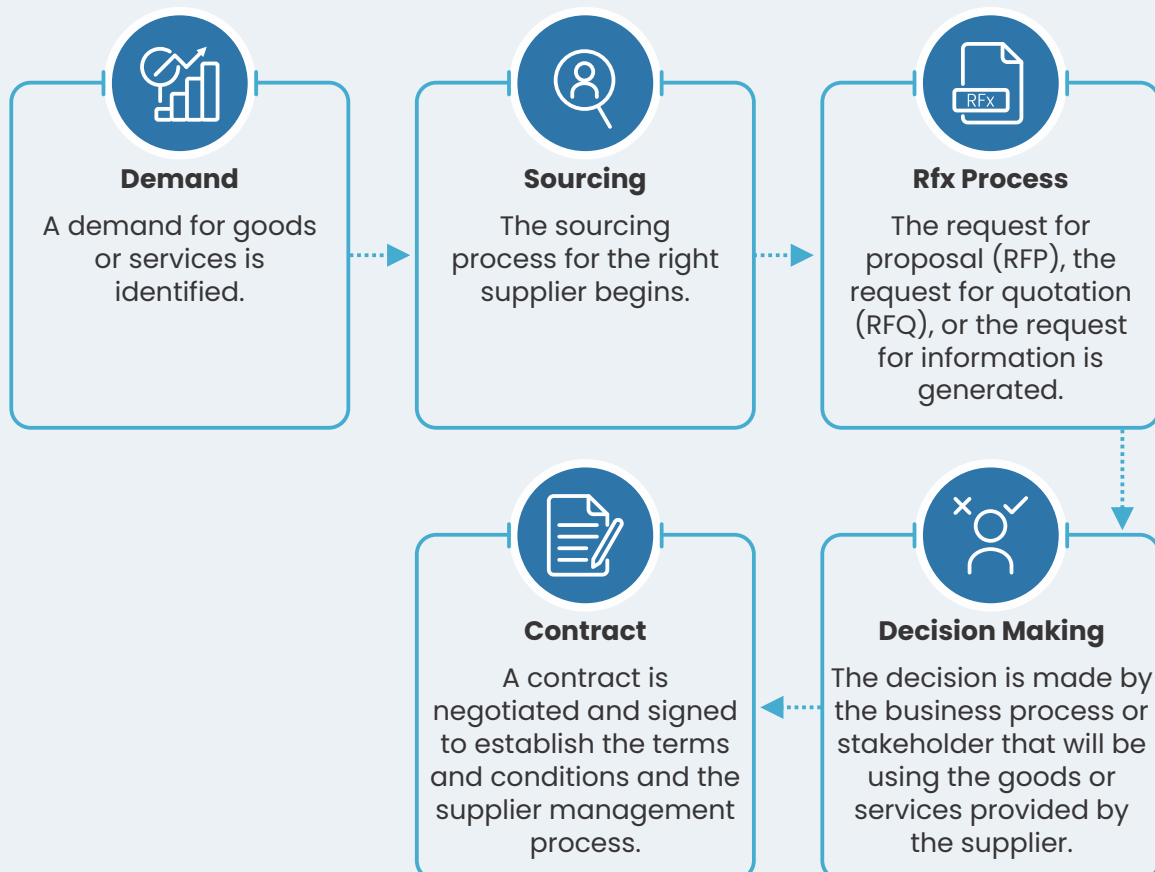 Demand
A demand for goods
or services is
identified.
Sourcing
The sourcing
process for the right
supplier begins.
RFx
Rfx Process
The request for
proposal (RFP), the
request for quotation
(RFQ), or the request
for information is
generated.
Decision Making
The decision is made by
the business process or
stakeholder that will be
using the goods or
services provided by
the supplier.
Contract
A contract is
negotiated and signed
to establish the terms
and conditions and the
supplier management
process.